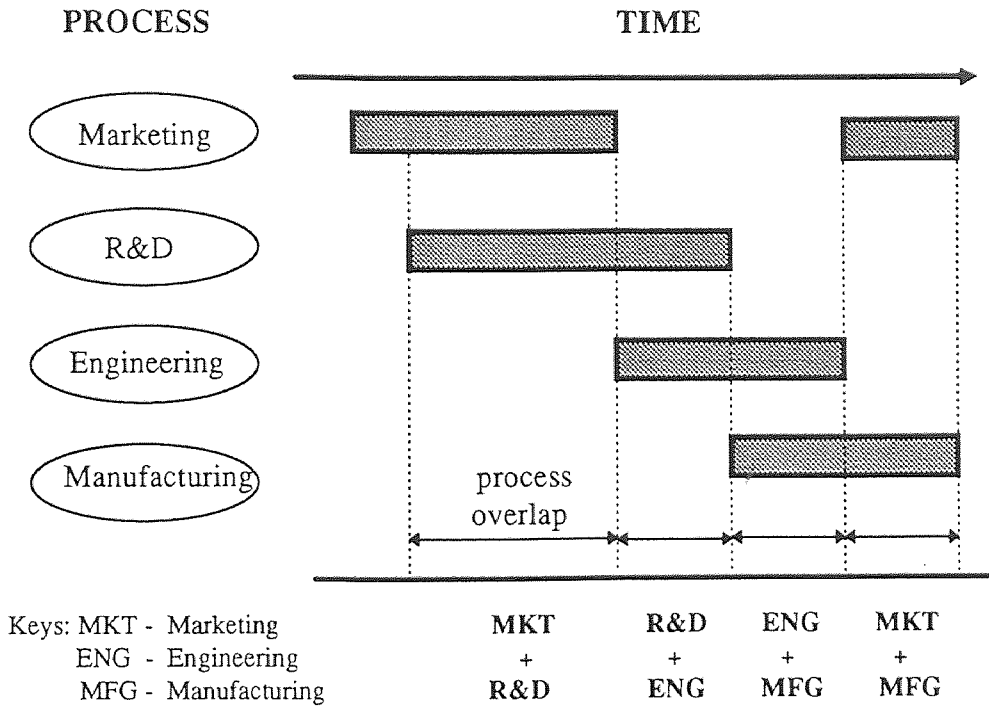 PROCESS
TIME
Marketing
R&D
Engineering
Manufacturing
process
overlap
Keys: MKT - Marketing
ENG - Engineering
MFG - Manufacturing
MKT R&D ENG MKT
+ + + +
R&D ENG MFG MFG